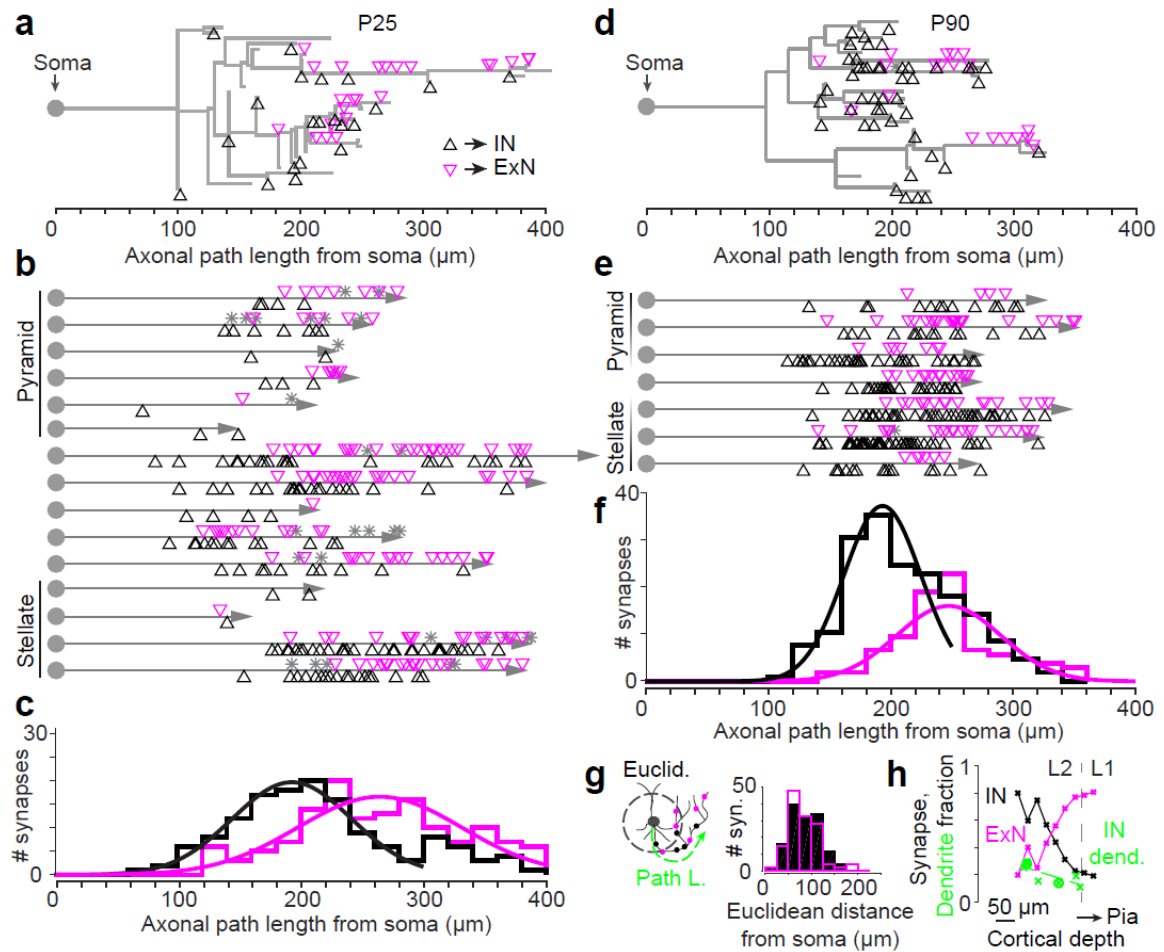 a
P25
Soma
IN
ExN
0 100 200 300 400
Axonal path length from soma (µm)
b
Pyramid
Stellate
c
30
# synapses
0
0 100 200 300 400
Axonal path length from soma (µm)
d
P90
Soma
0 100 200 300 400
Axonal path length from soma (µm)
e
Pyramid
Stellate
f
40
# synapses
0
0 100 200 300 400
Axonal path length from soma (µm)
g
Euclid.
Path L.
50
# syn.
0
0 100 200
Euclidean distance
from soma (µm)
h
L2 L1
1
IN
ExN
IN
dend.
Synapse,
Dendrite fraction
0
50 µm
Pia
Cortical depth